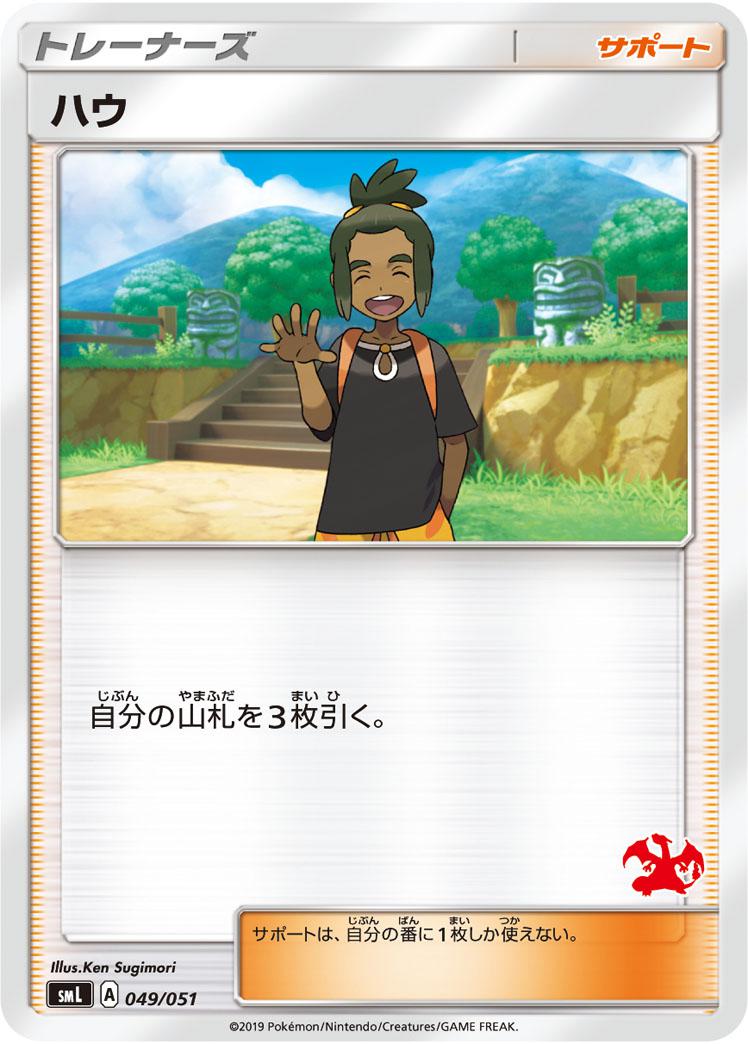 トレーナーズ
サポート
ハウ
じぶん やまふだ まい ひ
自分の山札を3枚引く。
じぶん ばん まい つか
サポートは、自分の番に1枚しか使えない。
Illus.Ken Sugimori
SML A 049/051
©2019 Pokémon/Nintendo/Creatures/GAME FREAK.